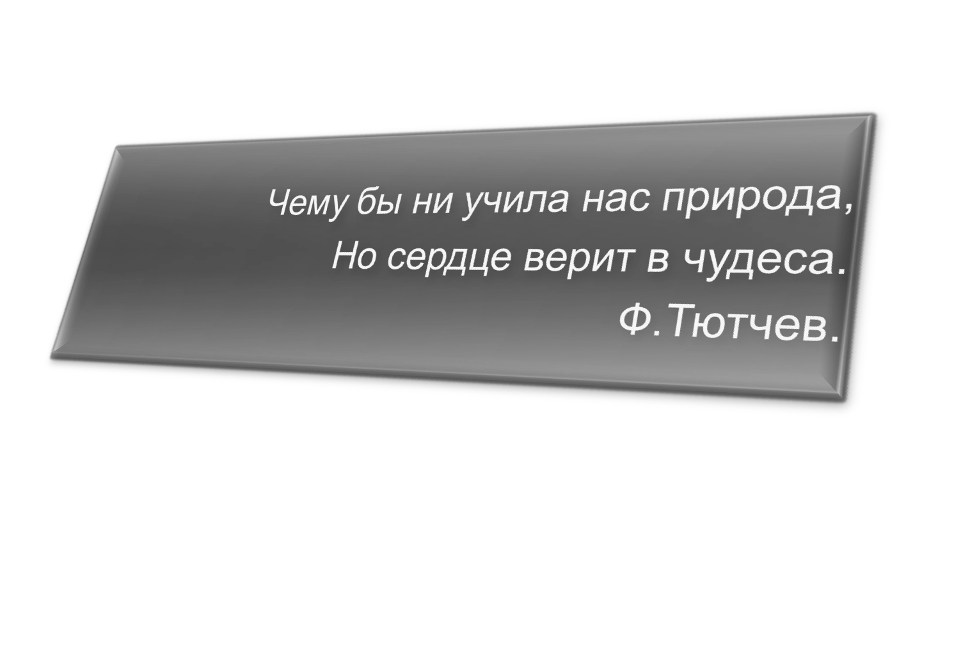 Чему бы ни учила нас природа,
Но сердце верит в чудеса.
Ф.Тютчев.